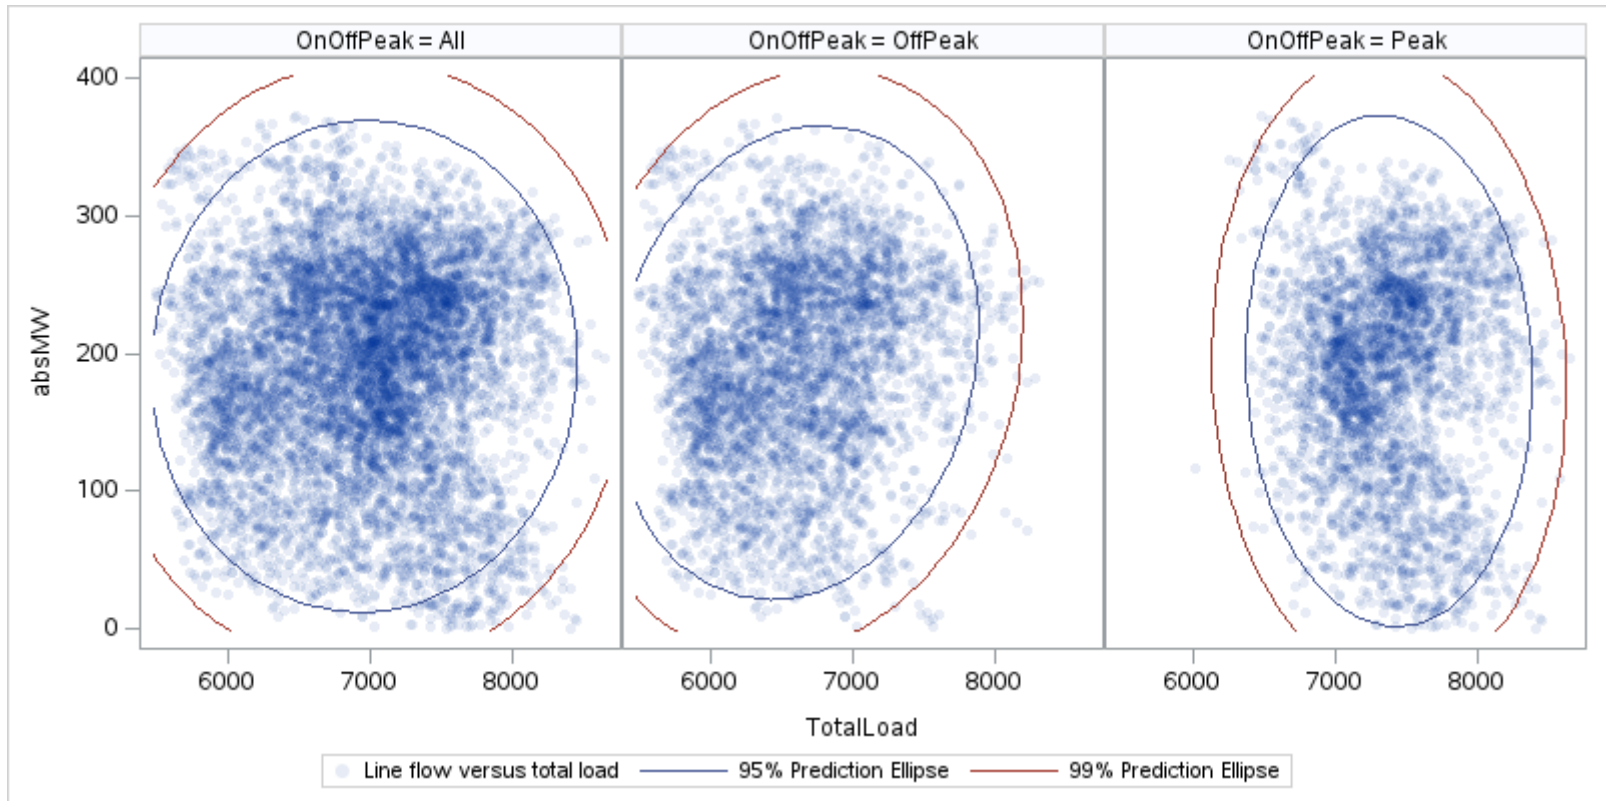 OnOffPeak = All
OnOffPeak = OffPeak
OnOffPeak = Peak
400
300
200
100
0
absMW
6000 7000 8000
6000 7000 8000
6000 7000 8000
TotalLoad
Line flow versus total load
95% Prediction Ellipse
99% Prediction Ellipse